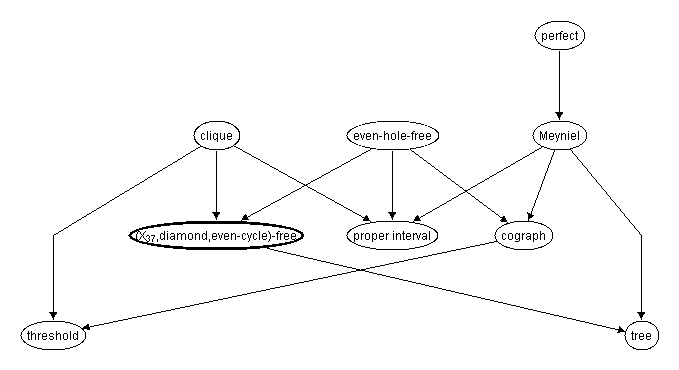 perfect
clique
even-hole-free
Meyniel
(X37,diamond,even-cycle)-free
proper interval
cograph
threshold
tree